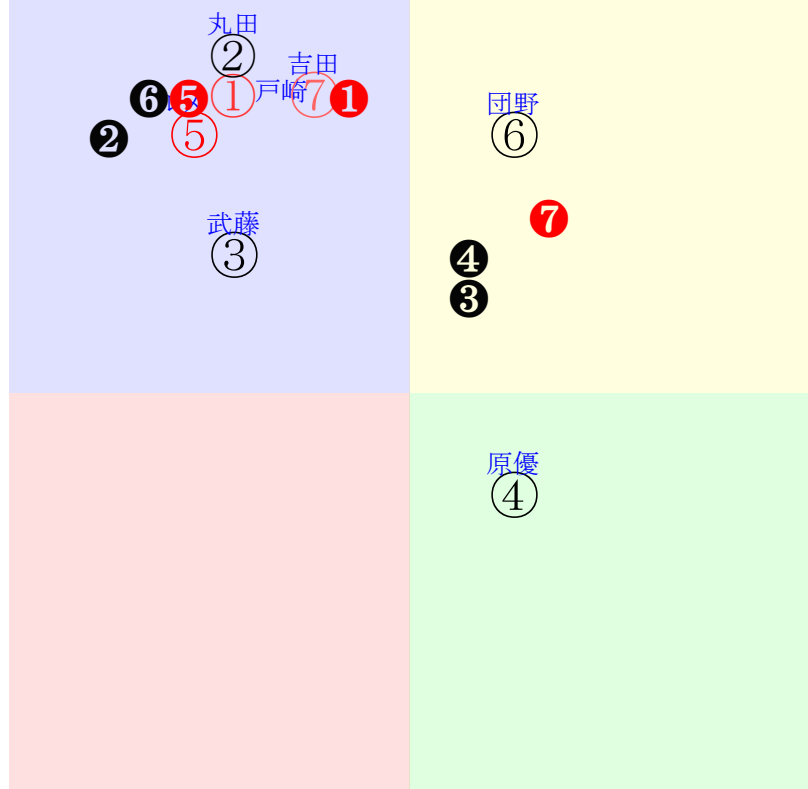 丸田
②
吉田
戸崎
❻ ❺ ① ⑦ ❶
団野
❷ ⑤ ⑥
武藤
❼
③ ❹
❸
原優
④